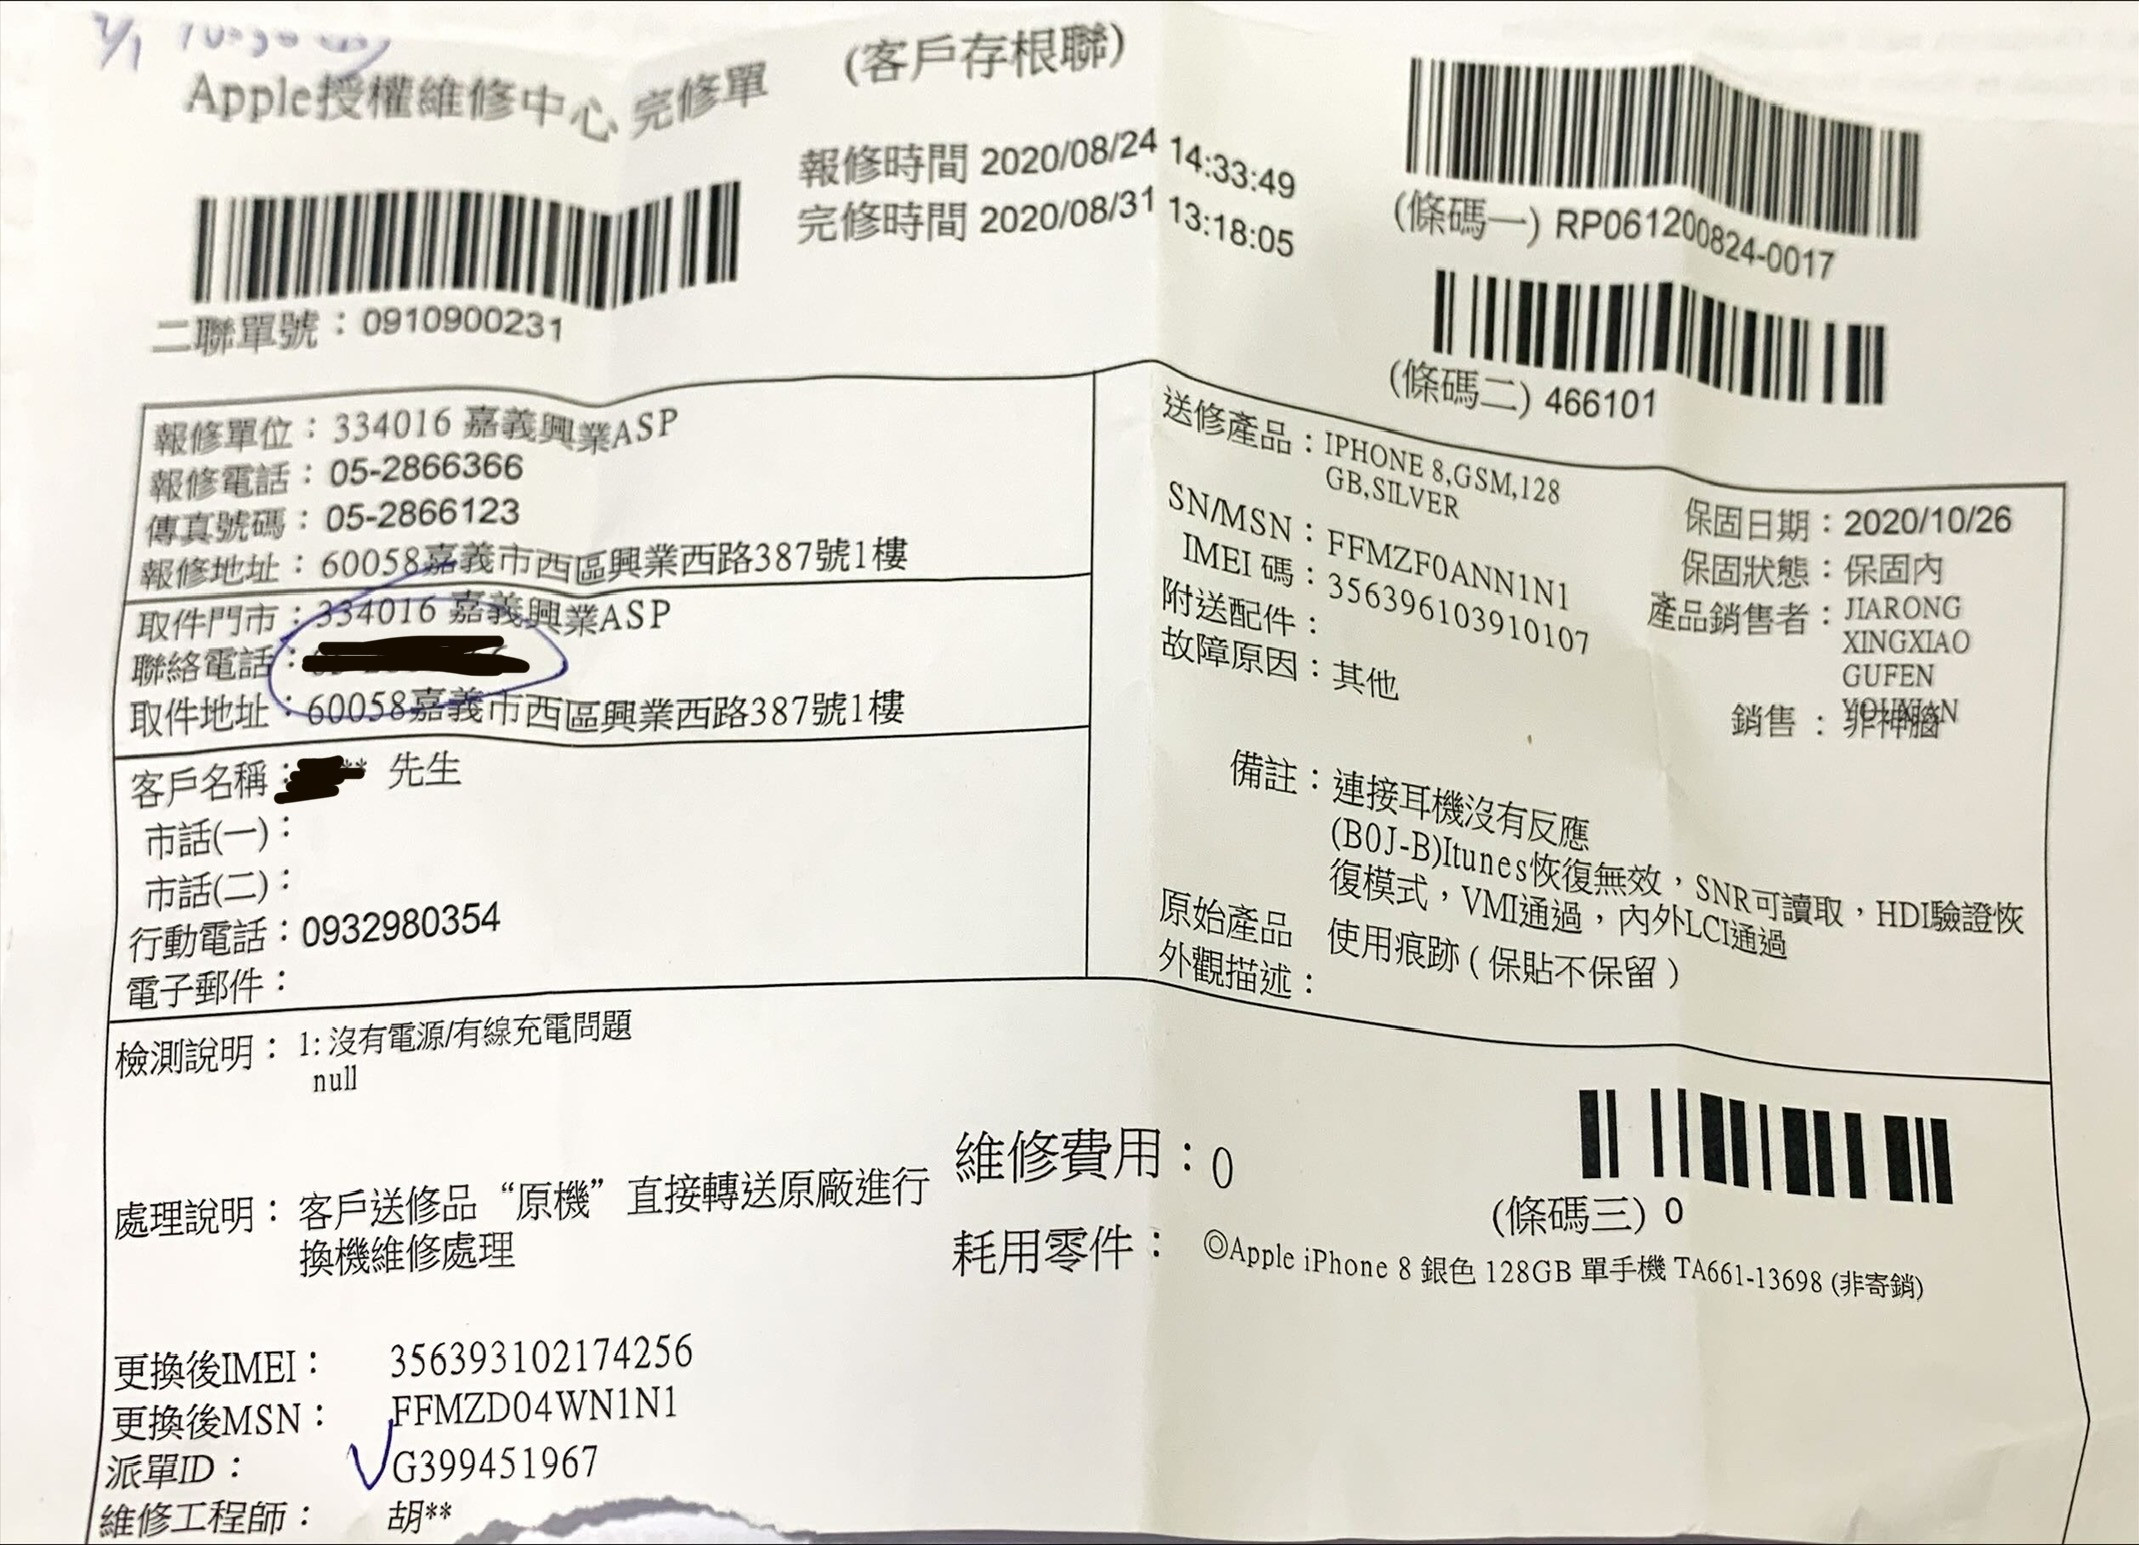 Apple授權維修中心 完修單 (客戶存根聯)
報修時間 2020/08/24 14:33:49
完修時間 2020/08/31 13:18:05
(條碼一) RP061200824-0017
二聯單號：0910900231
(條碼二) 466101
報修單位：334016 嘉義興業ASP
報修電話：05-2866366
傳真號碼：05-2866123
報修地址：60058嘉義市西區興業西路387號1樓
取件門市：334016 嘉義興業ASP
聯絡電話：
取件地址：60058嘉義市西區興業西路387號1樓
客戶名稱：** 先生
市話(一)：
市話(二)：
行動電話：0932980354
電子郵件：
送修產品：IPHONE 8,GSM,128
GB,SILVER
SN/MSN：FFMZF0ANN1N1
IMEI 碼：356396103910107
附送配件：
故障原因：其他
保固日期：2020/10/26
保固狀態：保固內
產品銷售者：JIARONG
XINGXIAO
GUFEN
YOUXIAN
銷售：非神腦
備註：連接耳機沒有反應
(B0J-B)Itunes恢復無效，SNR可讀取，HDI驗證恢
復模式，VMI通過，內外LCI通過
原始產品
外觀描述：
使用痕跡 ( 保貼不保留 )
檢測說明：1: 沒有電源/有線充電問題
null
處理說明：客戶送修品“原機”直接轉送原廠進行
換機維修處理
維修費用：0
(條碼三) 0
耗用零件：◎Apple iPhone 8 銀色 128GB 單手機 TA661-13698 (非寄銷)
更換後IMEI：356393102174256
更換後MSN：FFMZD04WN1N1
派單ID：G399451967
維修工程師：胡**